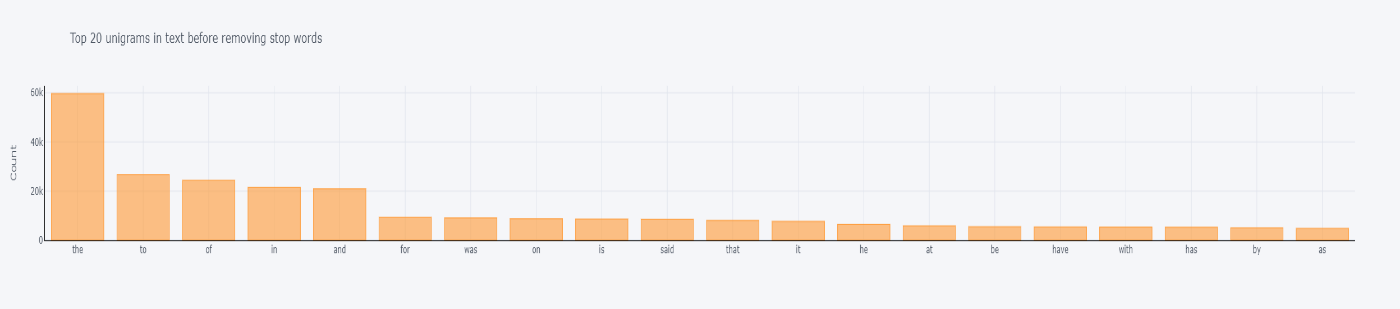 Top 20 unigrams in text before removing stop words
60k
40k
20k
0
Count
the to of in and for was on is said that it he at be have with has by as